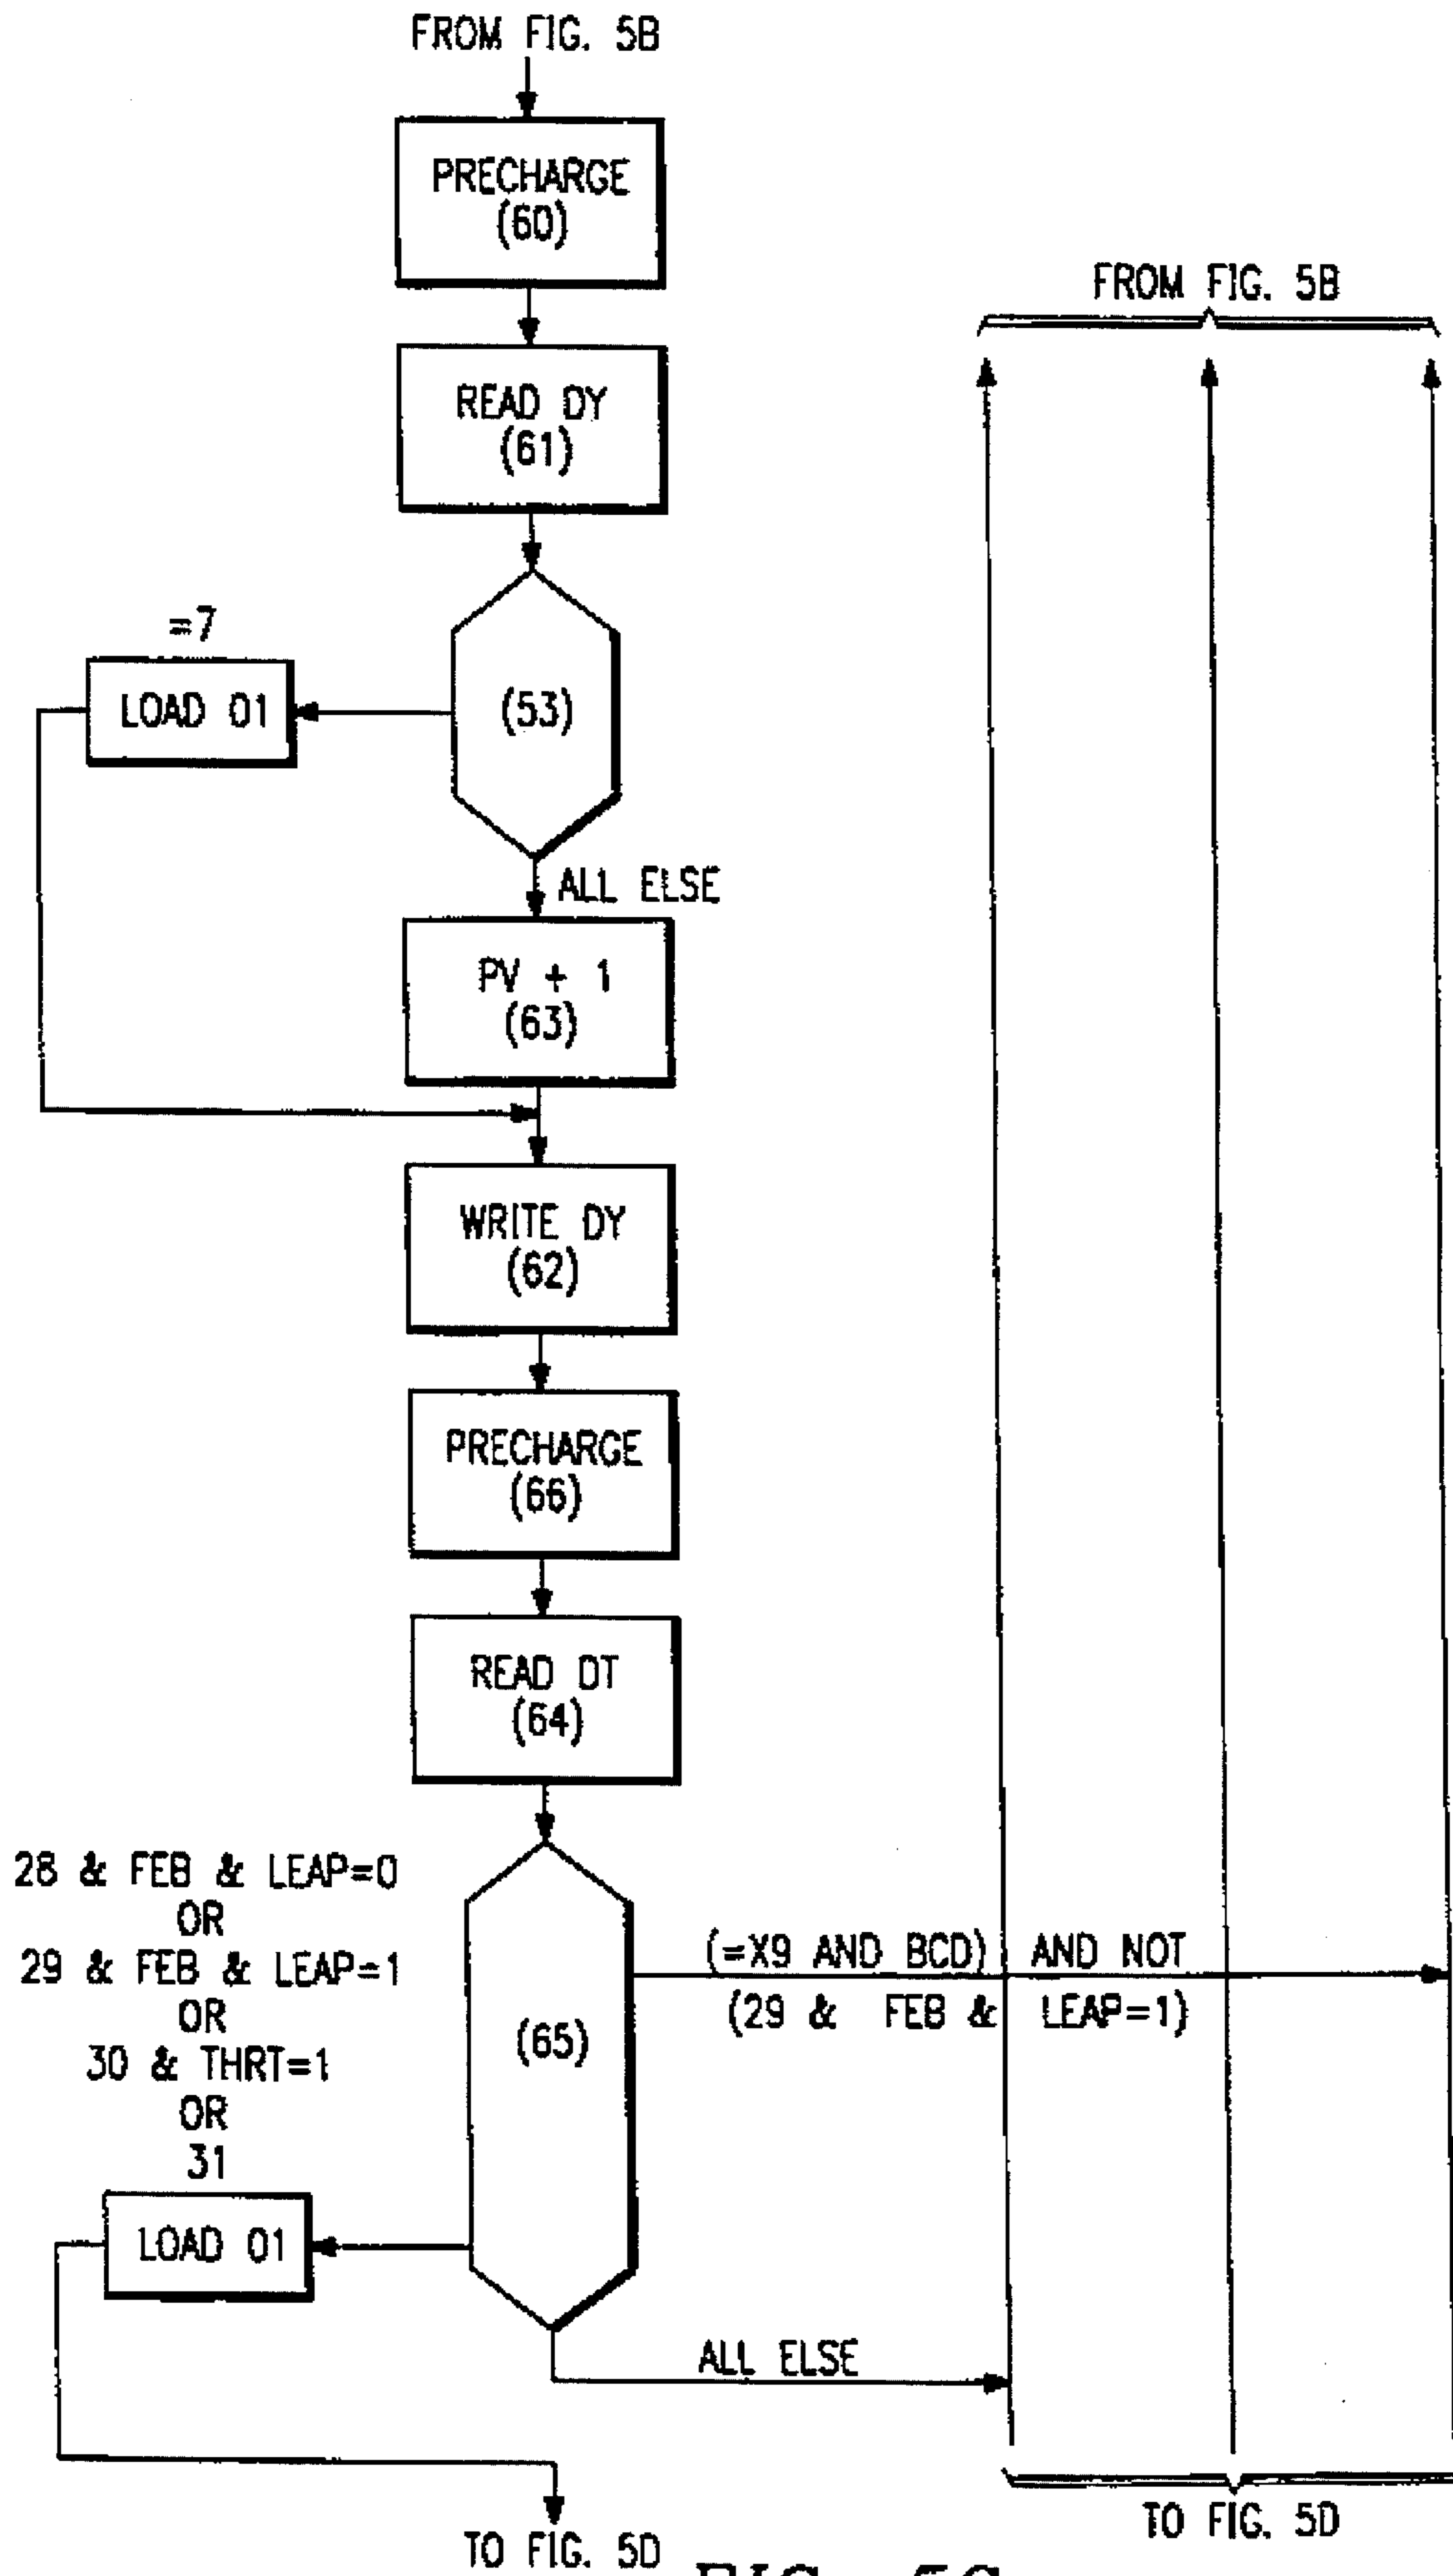 FROM FIG. 5B
PRECHARGE
(60)
FROM FIG. 5B
READ DY
(61)
=7
LOAD 01
(53)
ALL ELSE
PV + 1
(63)
WRITE DY
(62)
PRECHARGE
(66)
READ DT
(64)
28 & FEB & LEAP=0
OR
29 & FEB & LEAP=1
OR
30 & THRT=1
OR
31
(65)
(=X9 AND BCD) AND NOT
(29 & FEB & LEAP=1)
LOAD 01
ALL ELSE
TO FIG. 5D
TO FIG. 5D